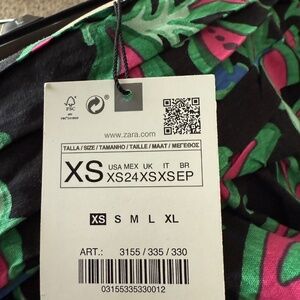 FSC
www.zara.com
TALLA / SIZE / TAMANHO / TAILLE / MAAT / ΜΕΓΕΘΟΣ
XS
USA MEX UK IT BR
XS24XSXSEP
XS S M L XL
ART.: 3155 / 335 / 330
03155335330012